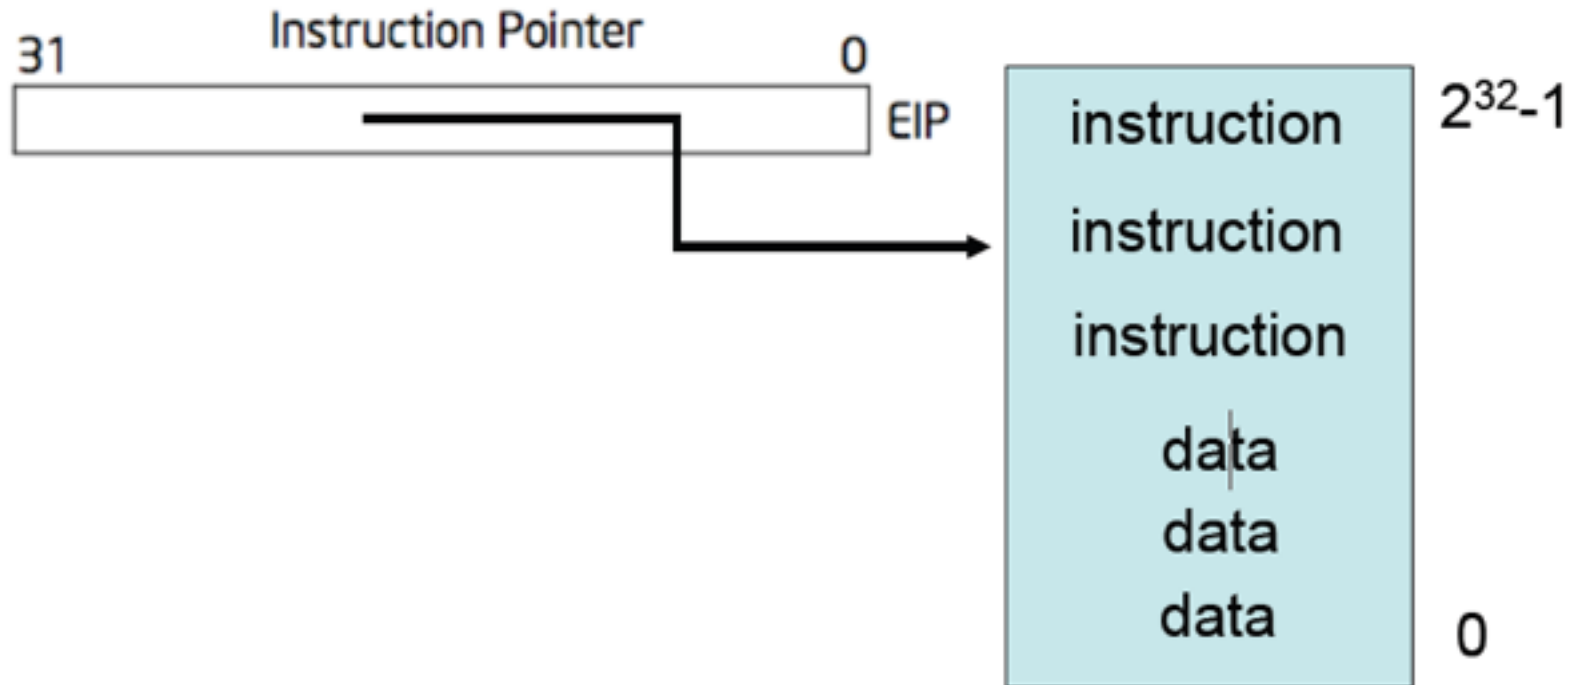 Instruction Pointer
31 0
EIP
instruction
2³²-1
instruction
instruction
data
data
data
0